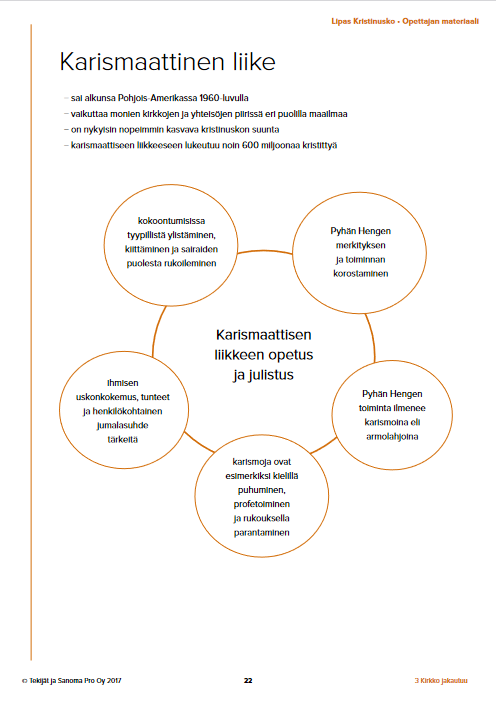 Lipas Kristinusko • Opettajan materiaali
Karismaattinen liike
– sai alkunsa Pohjois-Amerikassa 1960-luvulla
– vaikuttaa monien kirkkojen ja yhteisöjen piirissä eri puolilla maailmaa
– on nykyisin nopeimmin kasvava kristinuskon suunta
– karismaattiseen liikkeeseen lukeutuu noin 600 miljoonaa kristittyä
kokoontumisissa
tyypillistä ylistäminen,
kiittäminen ja sairaiden
puolesta rukoileminen
Pyhän Hengen
merkityksen
ja toiminnan
korostaminen
Karismaattisen
liikkeen opetus
ja julistus
ihmisen
uskonkokemus, tunteet
ja henkilökohtainen
jumalasuhde
tärkeitä
Pyhän Hengen
toiminta ilmenee
karismoina eli
armolahjoina
karismoja ovat
esimerkiksi kielillä
puhuminen,
profetoiminen
ja rukouksella
parantaminen
© Tekijät ja Sanoma Pro Oy 2017
22
3 Kirkko jakautuu